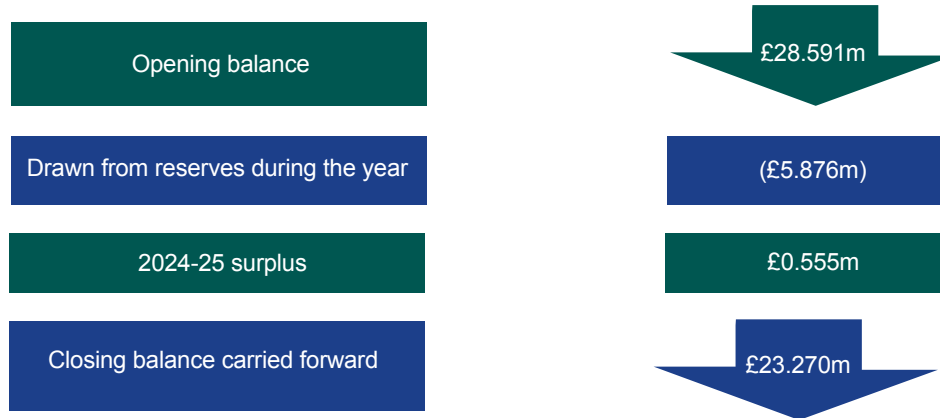 Opening balance
£28.591m
Drawn from reserves during the year
(£5.876m)
2024-25 surplus
£0.555m
Closing balance carried forward
£23.270m